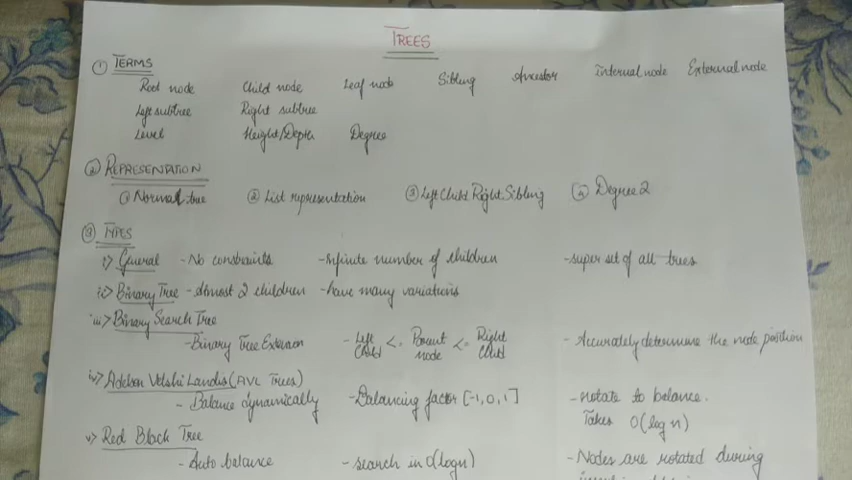 TREES
① TERMS
Root node Child node Leaf node Sibling Ancestor Internal node External node
Left subtree Right subtree
Level Height/Depth Degree
② REPRESENTATION
① Normal tree ② List representation ③ Left Child Right Sibling ④ Degree 2
③ TYPES
i> General - No constraints - Infinite number of children - super set of all trees
ii> Binary Tree - Almost 2 children - have many variations
iii> Binary Search Tree
- Binary Tree Extension - Left Child <= Parent node <= Right Child - Accurately determine the node position
iv> Adelson Velshi Landis (AVL Trees)
- Balance dynamically - Balancing factor [-1, 0, 1] - rotate to balance.
Takes O(log n)
v> Red Black Tree
- Auto balance - search in O(logn) - Nodes are rotated during